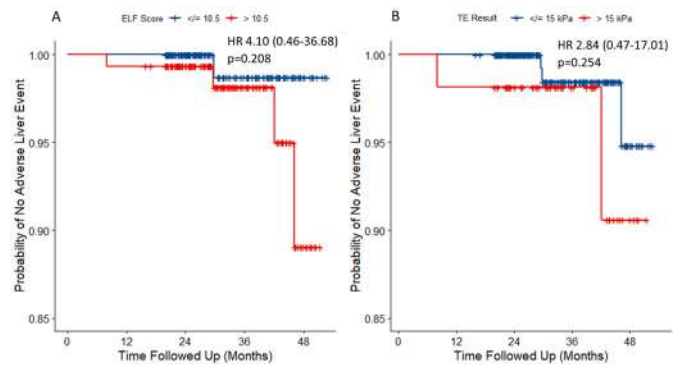 A
ELF Score </= 10.5 > 10.5
HR 4.10 (0.46-36.68)
p=0.208
1.00
0.95
0.90
0.85
Probability of No Adverse Liver Event
0 12 24 36 48
Time Followed Up (Months)
B
TE Result </= 15 kPa > 15 kPa
HR 2.84 (0.47-17.01)
p=0.254
1.00
0.95
0.90
0.85
Probability of No Adverse Liver Event
0 12 24 36 48
Time Followed Up (Months)